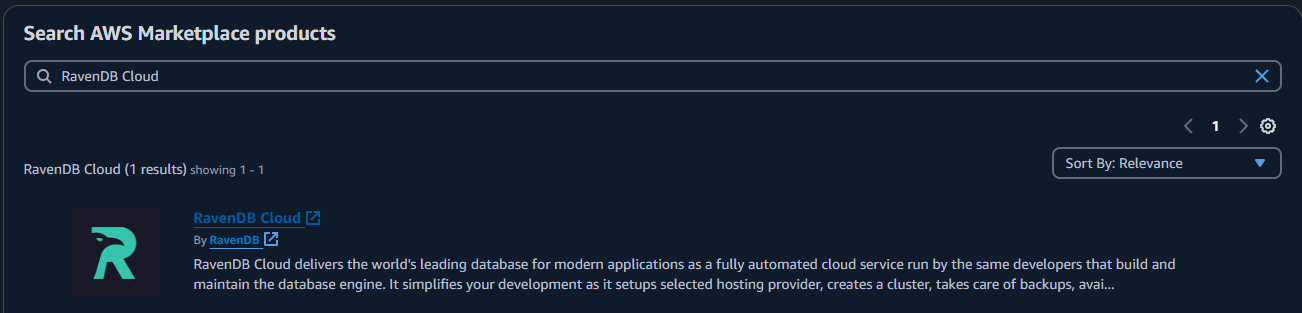 Search AWS Marketplace products
RavenDB Cloud
1
RavenDB Cloud (1 results) showing 1 - 1
Sort By: Relevance
RavenDB Cloud
By RavenDB
RavenDB Cloud delivers the world's leading database for modern applications as a fully automated cloud service run by the same developers that build and
maintain the database engine. It simplifies your development as it setups selected hosting provider, creates a cluster, takes care of backups, avai...